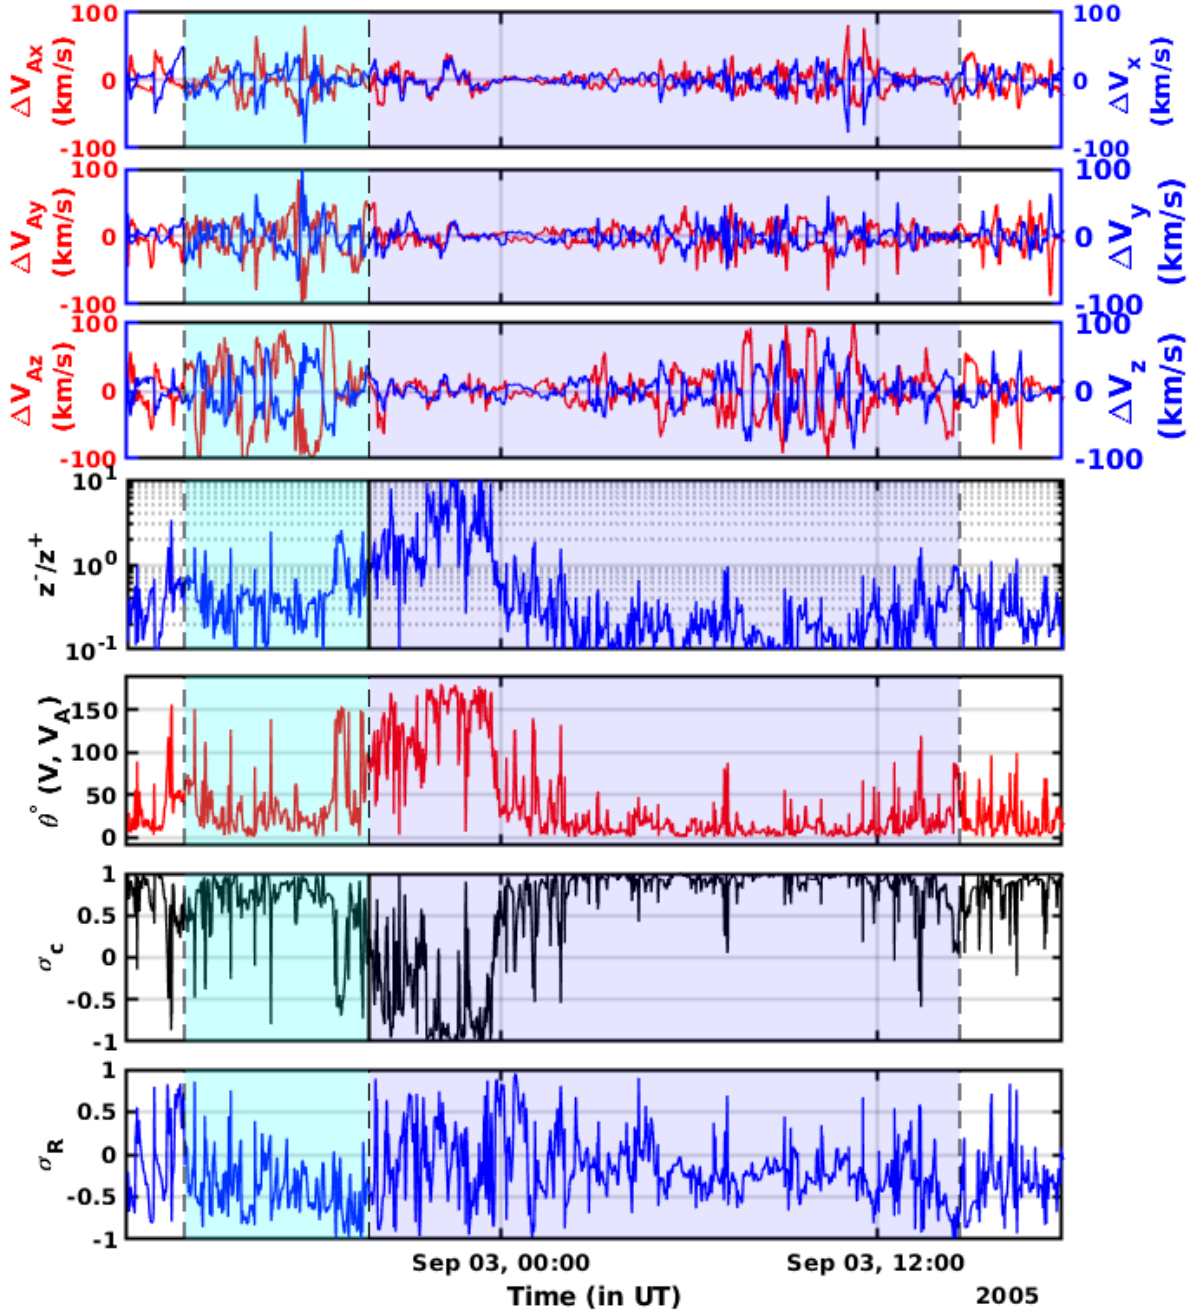 100
0
-100
ΔV_Ax (km/s)
100
0
-100
ΔV_x (km/s)
100
0
-100
ΔV_Ay (km/s)
100
0
-100
ΔV_y (km/s)
100
0
-100
ΔV_Az (km/s)
100
0
-100
ΔV_z (km/s)
10^1
10^0
10^-1
z^-/z^+
150
100
50
0
θ° (V, V_A)
1
0.5
0
-0.5
-1
σ_c
1
0.5
0
-0.5
-1
σ_R
Sep 03, 00:00
Sep 03, 12:00
Time (in UT)
2005